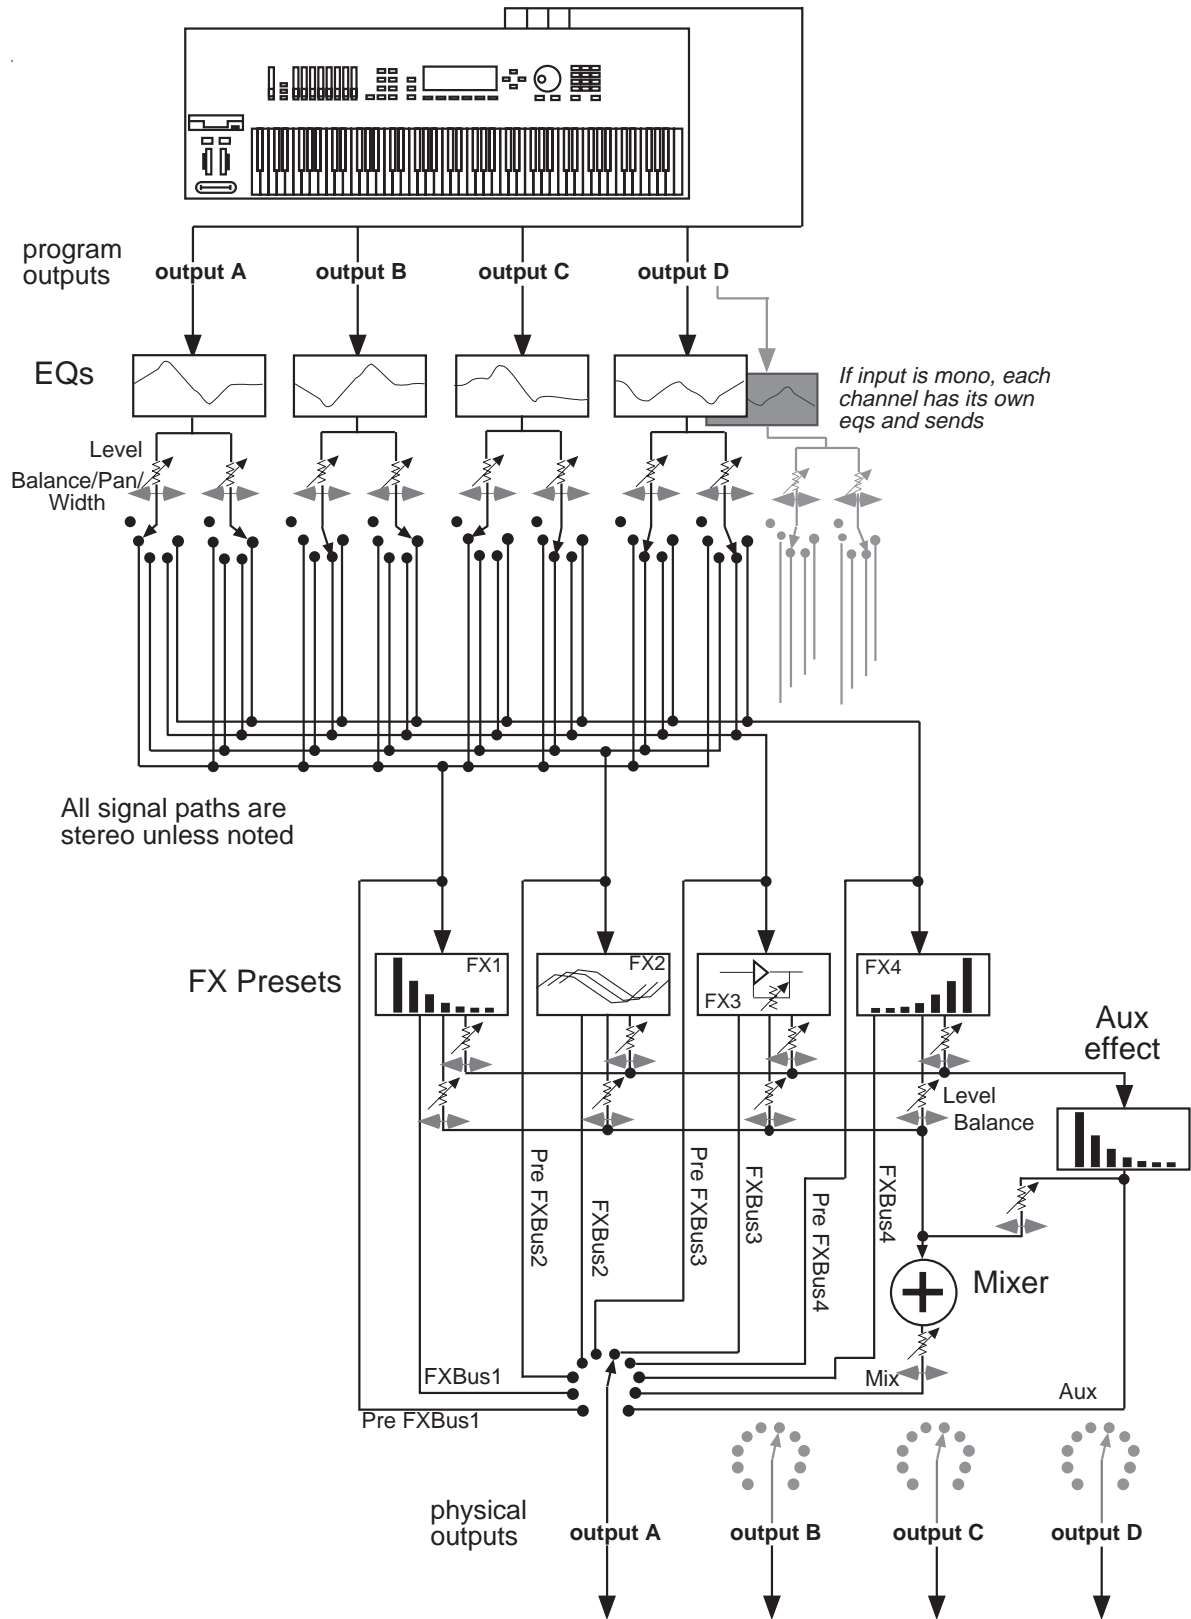 program
outputs
output A
output B
output C
output D
EQs
If input is mono, each
channel has its own
eqs and sends
Level
Balance/Pan/
Width
All signal paths are
stereo unless noted
FX Presets
FX1
FX2
FX3
FX4
Aux
effect
Level
Balance
Pre FXBus2
FXBus2
Pre FXBus3
FXBus3
Pre FXBus4
FXBus4
Mixer
FXBus1
Mix
Aux
Pre FXBus1
physical
outputs
output A
output B
output C
output D